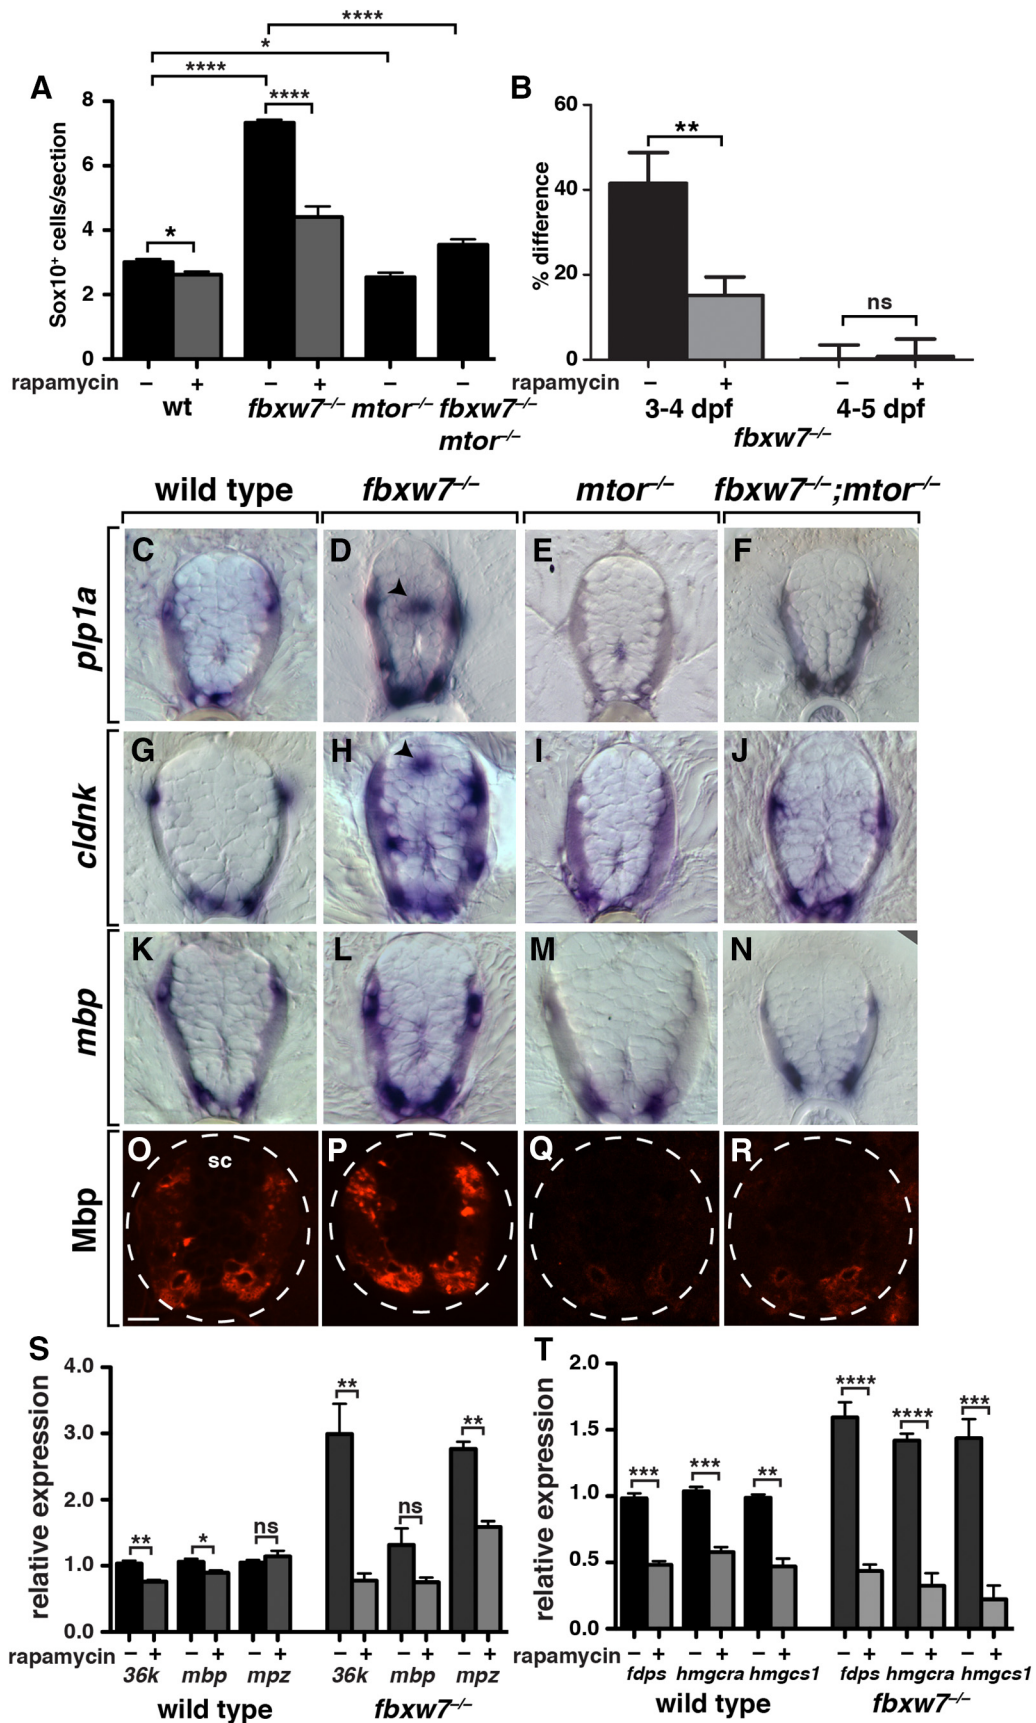 ****
*
****
A
****
*
8
6
4
2
0
Sox10+ cells/section
rapamycin – + – + – –
wt fbxw7–/– mtor–/– fbxw7–/–
mtor–/–
B
60
40
20
0
% difference
**
ns
rapamycin – + – +
3-4 dpf 4-5 dpf
fbxw7–/–
wild type fbxw7–/– mtor–/– fbxw7–/–;mtor–/–
plp1a
C D E F
cldnk
G H I J
mbp
K L M N
Mbp
O P Q R
sc
S
4.0
3.0
2.0
1.0
0.0
relative expression
** * ns ** ns **
rapamycin – + – + – + – + – + – +
36k mbp mpz 36k mbp mpz
wild type fbxw7–/–
T
2.0
1.5
1.0
0.5
0.0
relative expression
*** *** ** **** **** ***
rapamycin – + – + – + – + – + – +
fdps hmgcra hmgcs1 fdps hmgcra hmgcs1
wild type fbxw7–/–